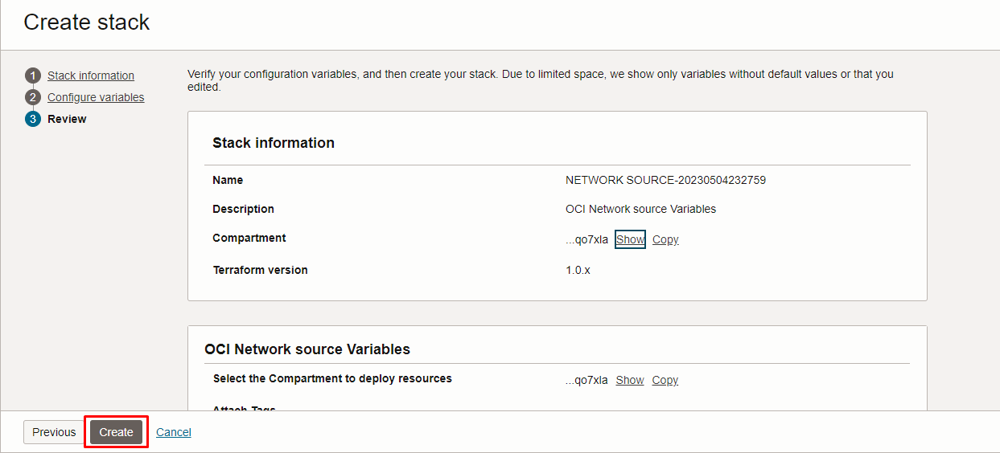 Create stack
1 Stack information
2 Configure variables
3 Review
Verify your configuration variables, and then create your stack. Due to limited space, we show only variables without default values or that you
edited.
Stack information
Name NETWORK SOURCE-20230504232759
Description OCI Network source Variables
Compartment ...qo7xla Show Copy
Terraform version 1.0.x
OCI Network source Variables
Select the Compartment to deploy resources ...qo7xla Show Copy
Attach Tags
Previous Create Cancel